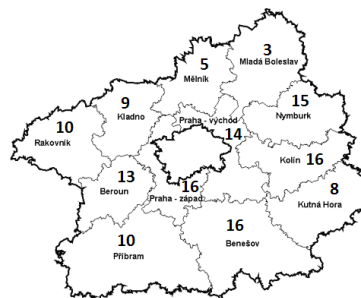 3
Mladá Boleslav
5
Mělník
9
Kladno
15
Nymburk
Praha - východ
14
10
Rakovník
Kolín 16
13
Beroun
16
Praha - západ
8
Kutná Hora
16
Benešov
10
Příbram